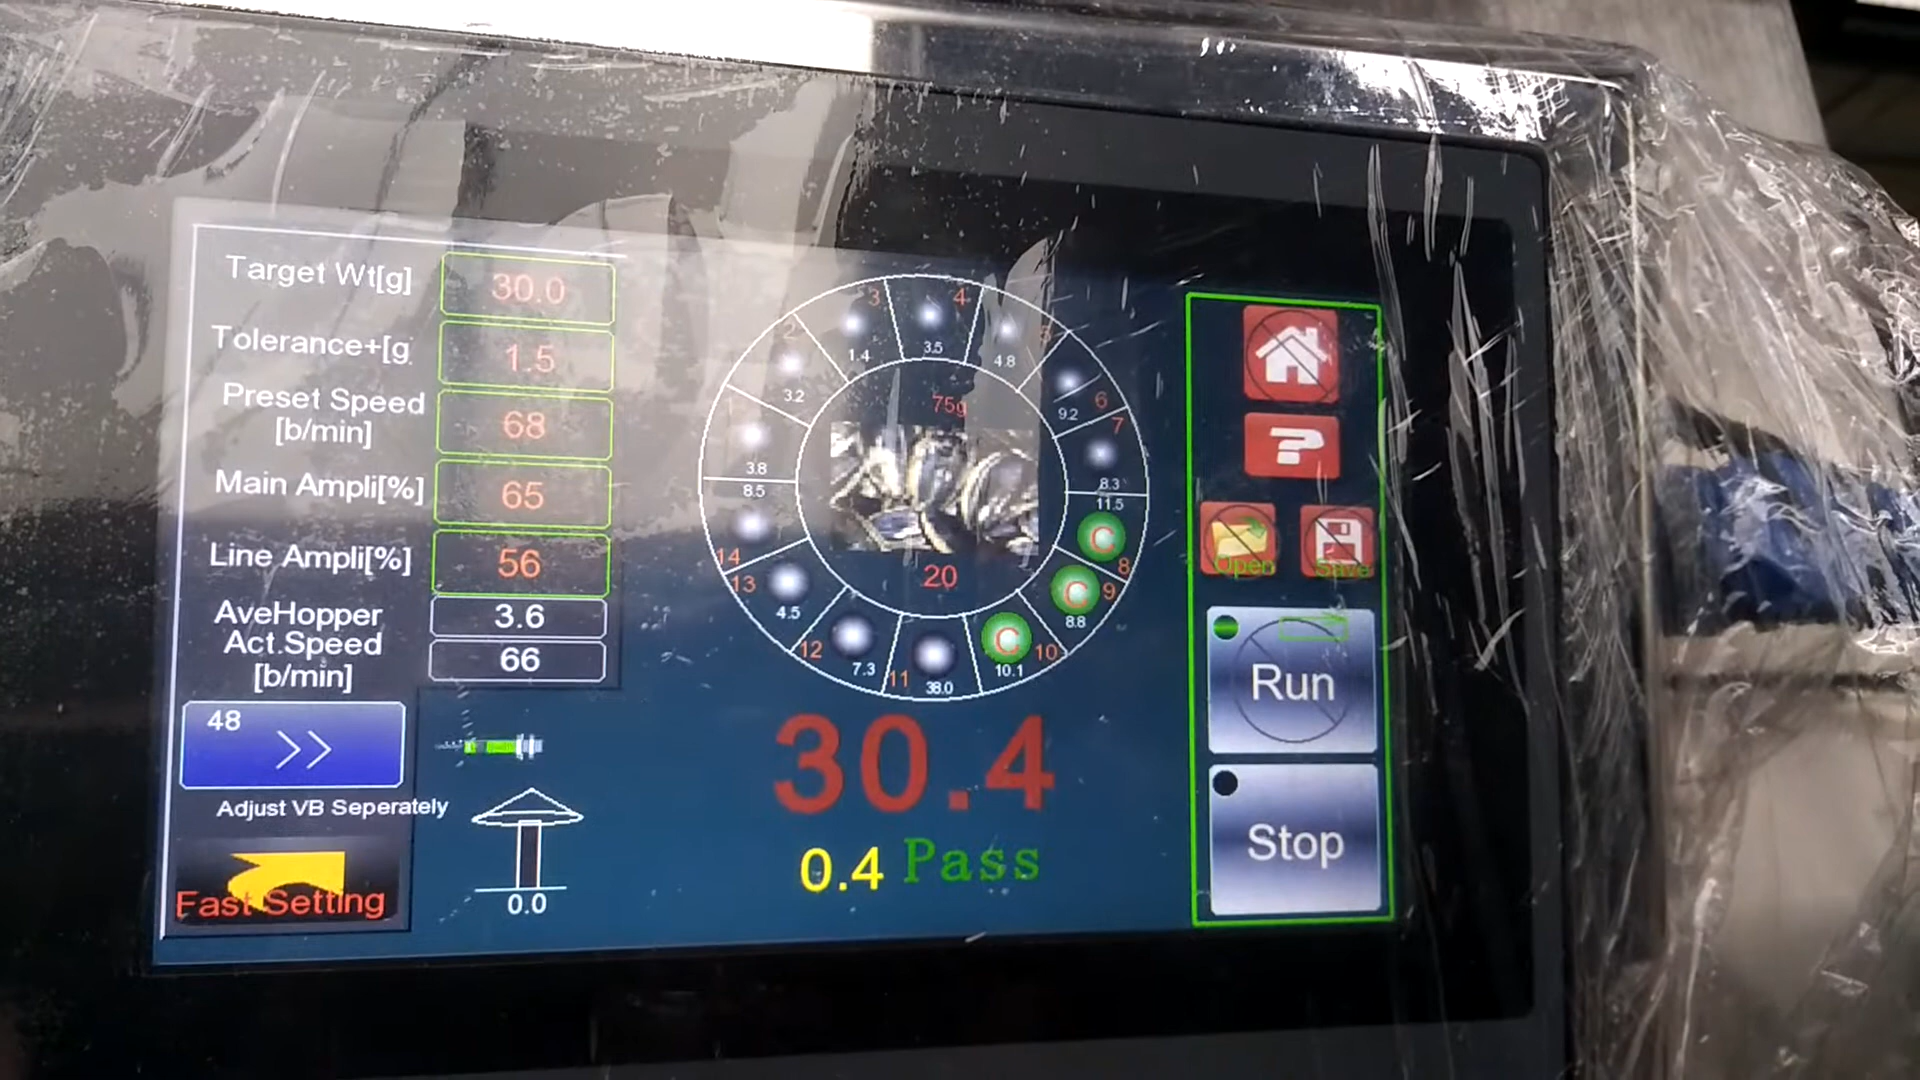 Target Wt[g]
30.0
Tolerance+[g
1.5
Preset Speed
[b/min]
68
Main Ampli[%]
65
Line Ampli[%]
56
AveHopper
3.6
Act.Speed
[b/min]
66
48
>>
Adjust VB Seperately
Fast Setting
0.0
1
3.8
2
3.2
3
1.4
4
3.5
5
4.8
6
9.2
7
8.3
11.5
C
8
C
9
8.8
C
10
10.1
11
38.0
12
7.3
13
4.5
14
8.5
75g
20
30.4
0.4 Pass
?
Open
Save
Run
Stop